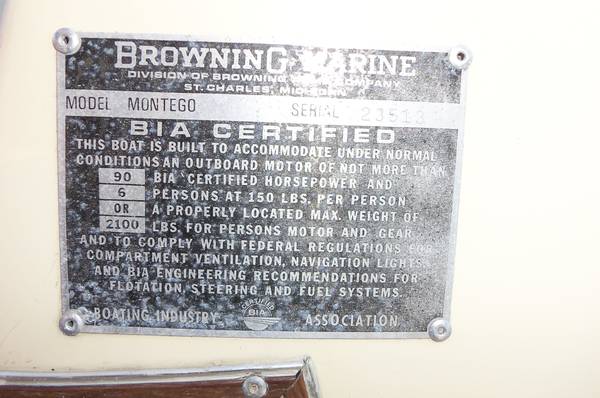 BROWNING MARINE
DIVISION OF BROWNING COMPANY
ST. CHARLES, MICHIGAN
MODEL MONTEGO SERIAL 23513
BIA CERTIFIED
THIS BOAT IS BUILT TO ACCOMMODATE UNDER NORMAL
CONDITIONS AN OUTBOARD MOTOR OF NOT MORE THAN
90 BIA CERTIFIED HORSEPOWER AND
6 PERSONS AT 150 LBS. PER PERSON
OR A PROPERLY LOCATED MAX. WEIGHT OF
2100 LBS. FOR PERSONS MOTOR AND GEAR
AND TO COMPLY WITH FEDERAL REGULATIONS FOR
COMPARTMENT VENTILATION, NAVIGATION LIGHTS
AND BIA ENGINEERING RECOMMENDATIONS FOR
FLOTATION, STEERING AND FUEL SYSTEMS.
CERTIFIED
BIA
BOATING INDUSTRY ASSOCIATION